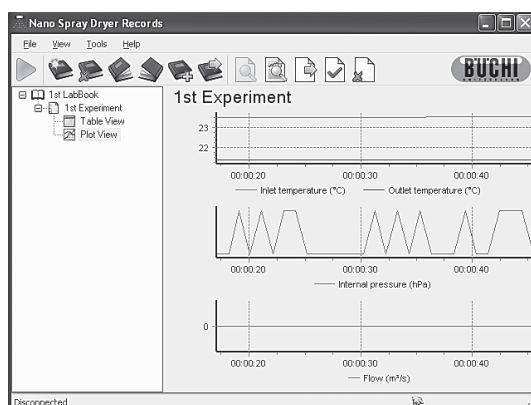 Nano Spray Dryer Records
File View Tools Help
BÜCHI
1st LabBook
1st Experiment
Table View
Plot View
1st Experiment
23
22
00:00:20 00:00:30 00:00:40
Inlet temperature (°C) Outlet temperature (°C)
00:00:20 00:00:30 00:00:40
Internal pressure (hPa)
0
00:00:20 00:00:30 00:00:40
Flow (m³/s)
Disconnected